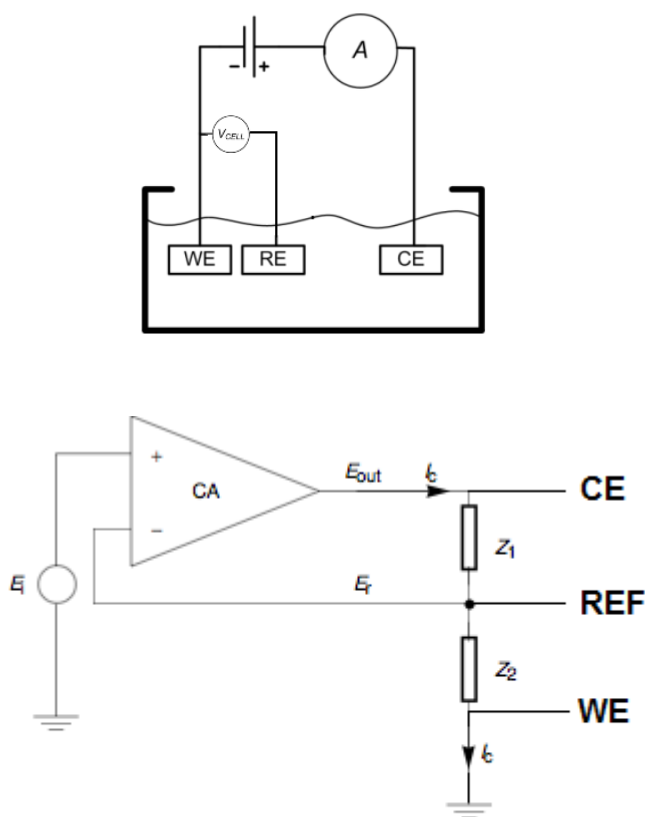 A
- +
V_CELL
WE RE CE
+
CA
E_out I_c CE
Z_1
−
E_i E_r REF
Z_2
WE
I_c